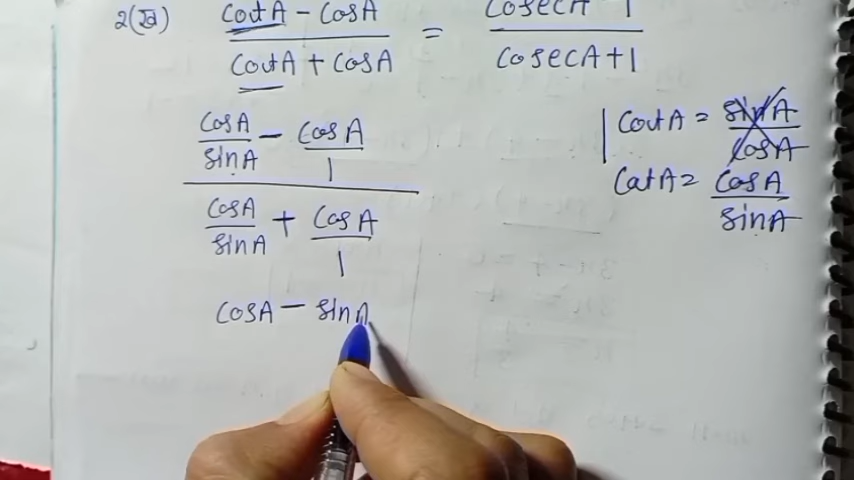 2(খ) CotA - CosA / CotA + CosA = CosecA - 1 / CosecA + 1
CosA/sinA - CosA/1
CosA/sinA + CosA/1
CosA - sinA
CotA = sinA/CosA
CotA = CosA/sinA